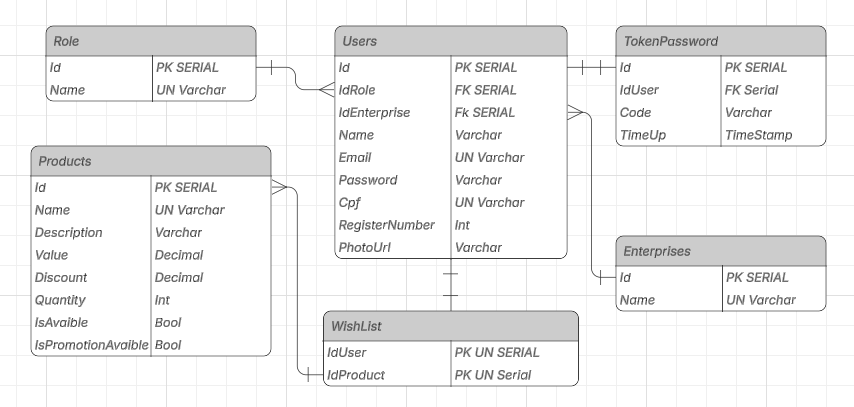 Role
Id PK SERIAL
Name UN Varchar
Users
Id PK SERIAL
IdRole FK SERIAL
IdEnterprise Fk SERIAL
Name Varchar
Email UN Varchar
Password Varchar
Cpf UN Varchar
RegisterNumber Int
PhotoUrl Varchar
TokenPassword
Id PK SERIAL
IdUser FK Serial
Code Varchar
TimeUp TimeStamp
Products
Id PK SERIAL
Name UN Varchar
Description Varchar
Value Decimal
Discount Decimal
Quantity Int
IsAvaible Bool
IsPromotionAvaible Bool
Enterprises
Id PK SERIAL
Name UN Varchar
WishList
IdUser PK UN SERIAL
IdProduct PK UN Serial